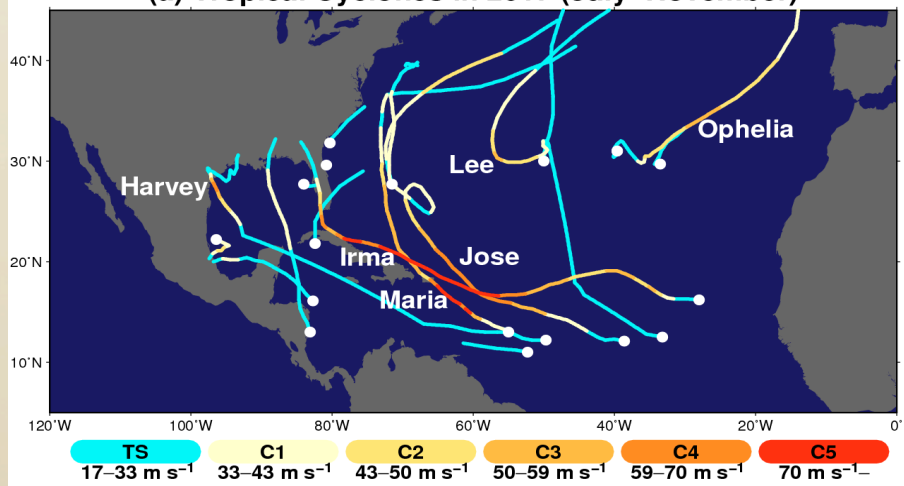 (a) Tropical Cyclones in 2017 (July–November)
40°N
30°N
20°N
10°N
Ophelia
Lee
Harvey
Irma
Jose
Maria
120°W 100°W 80°W 60°W 40°W 20°W 0°
TS C1 C2 C3 C4 C5
17–33 m s⁻¹ 33–43 m s⁻¹ 43–50 m s⁻¹ 50–59 m s⁻¹ 59–70 m s⁻¹ 70 m s⁻¹–